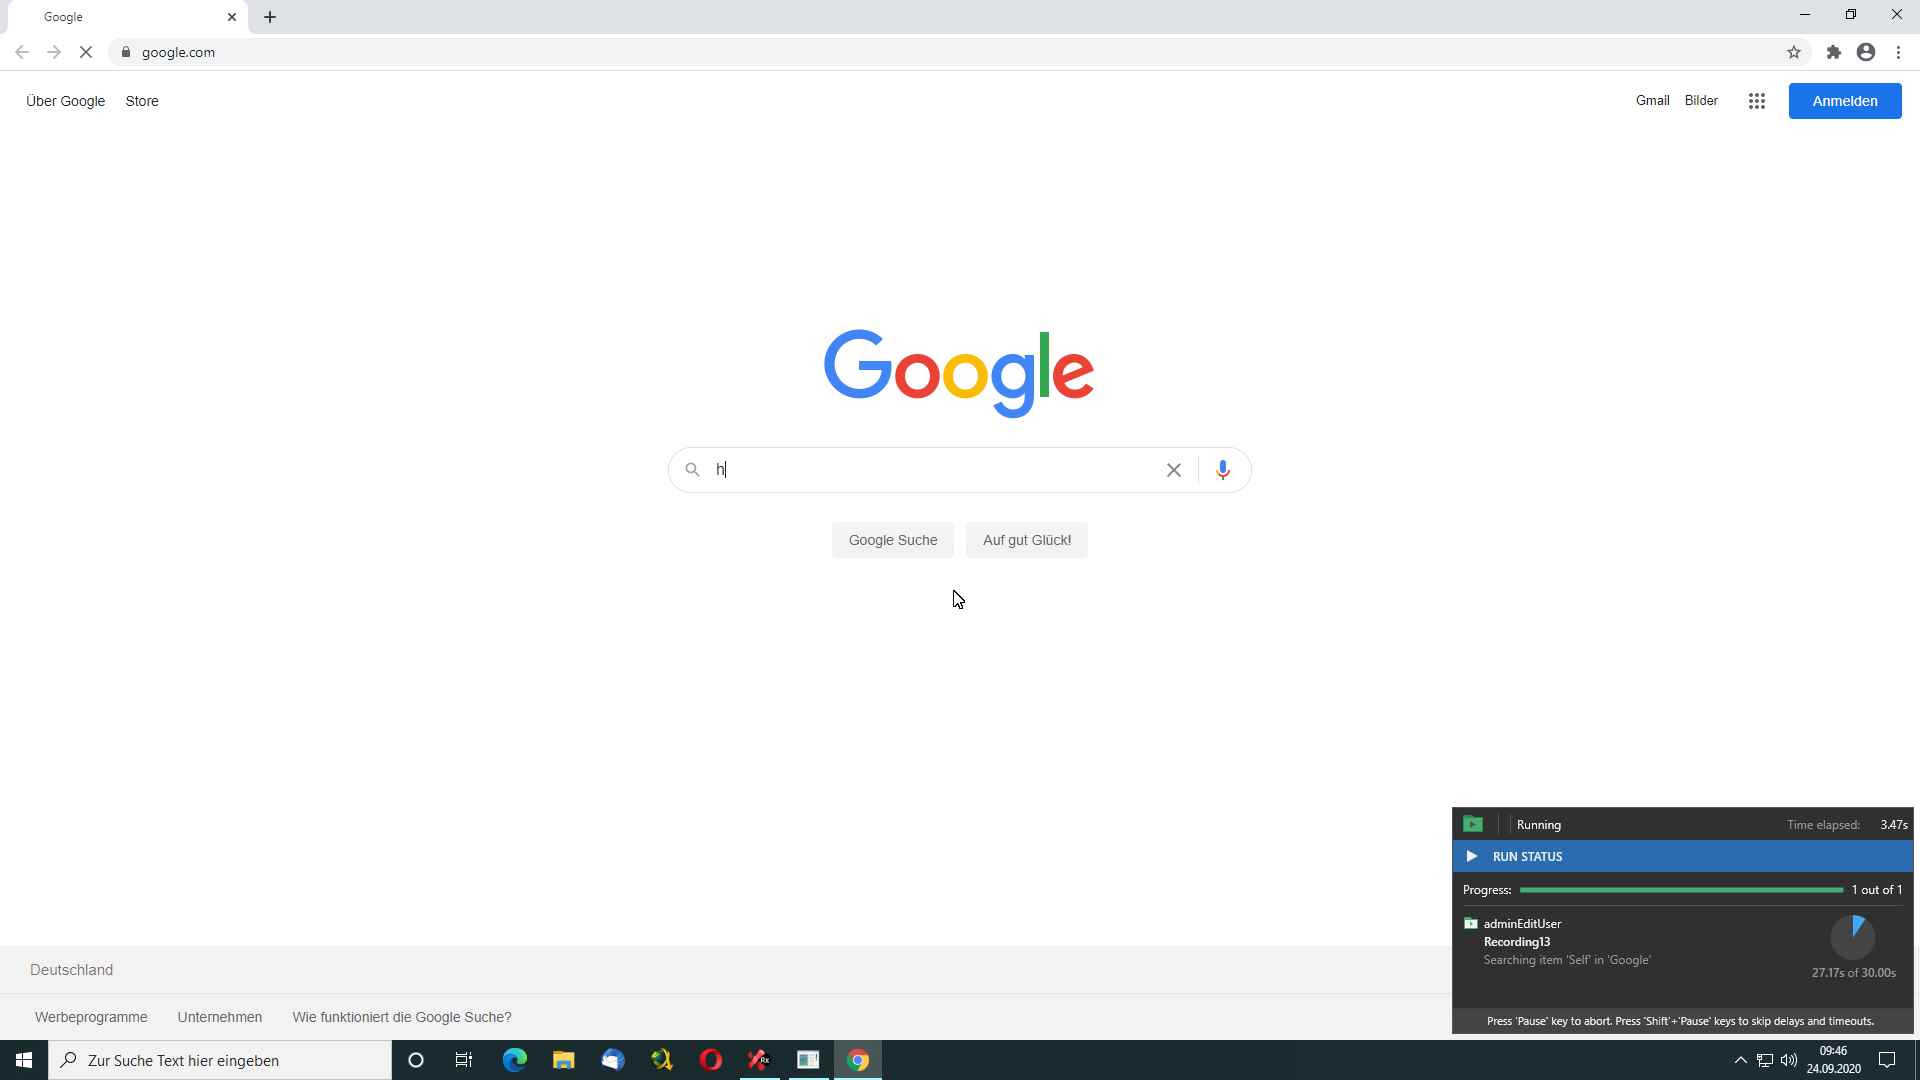 Google
google.com
Über Google Store
Gmail Bilder Anmelden
Google
h
Google Suche Auf gut Glück!
Running Time elapsed: 3.47s
RUN STATUS
Progress: 1 out of 1
adminEditUser
Recording13
Searching item 'Self' in 'Google'
27.17s of 30.00s
Press 'Pause' key to abort. Press 'Shift'+'Pause' keys to skip delays and timeouts.
Deutschland
Werbeprogramme Unternehmen Wie funktioniert die Google Suche?
Zur Suche Text hier eingeben
Rx
09:46
24.09.2020